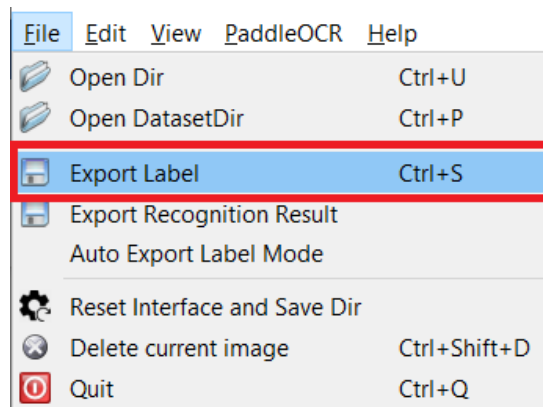 File Edit View PaddleOCR Help
Open Dir Ctrl+U
Open DatasetDir Ctrl+P
Export Label Ctrl+S
Export Recognition Result
Auto Export Label Mode
Reset Interface and Save Dir
Delete current image Ctrl+Shift+D
Quit Ctrl+Q